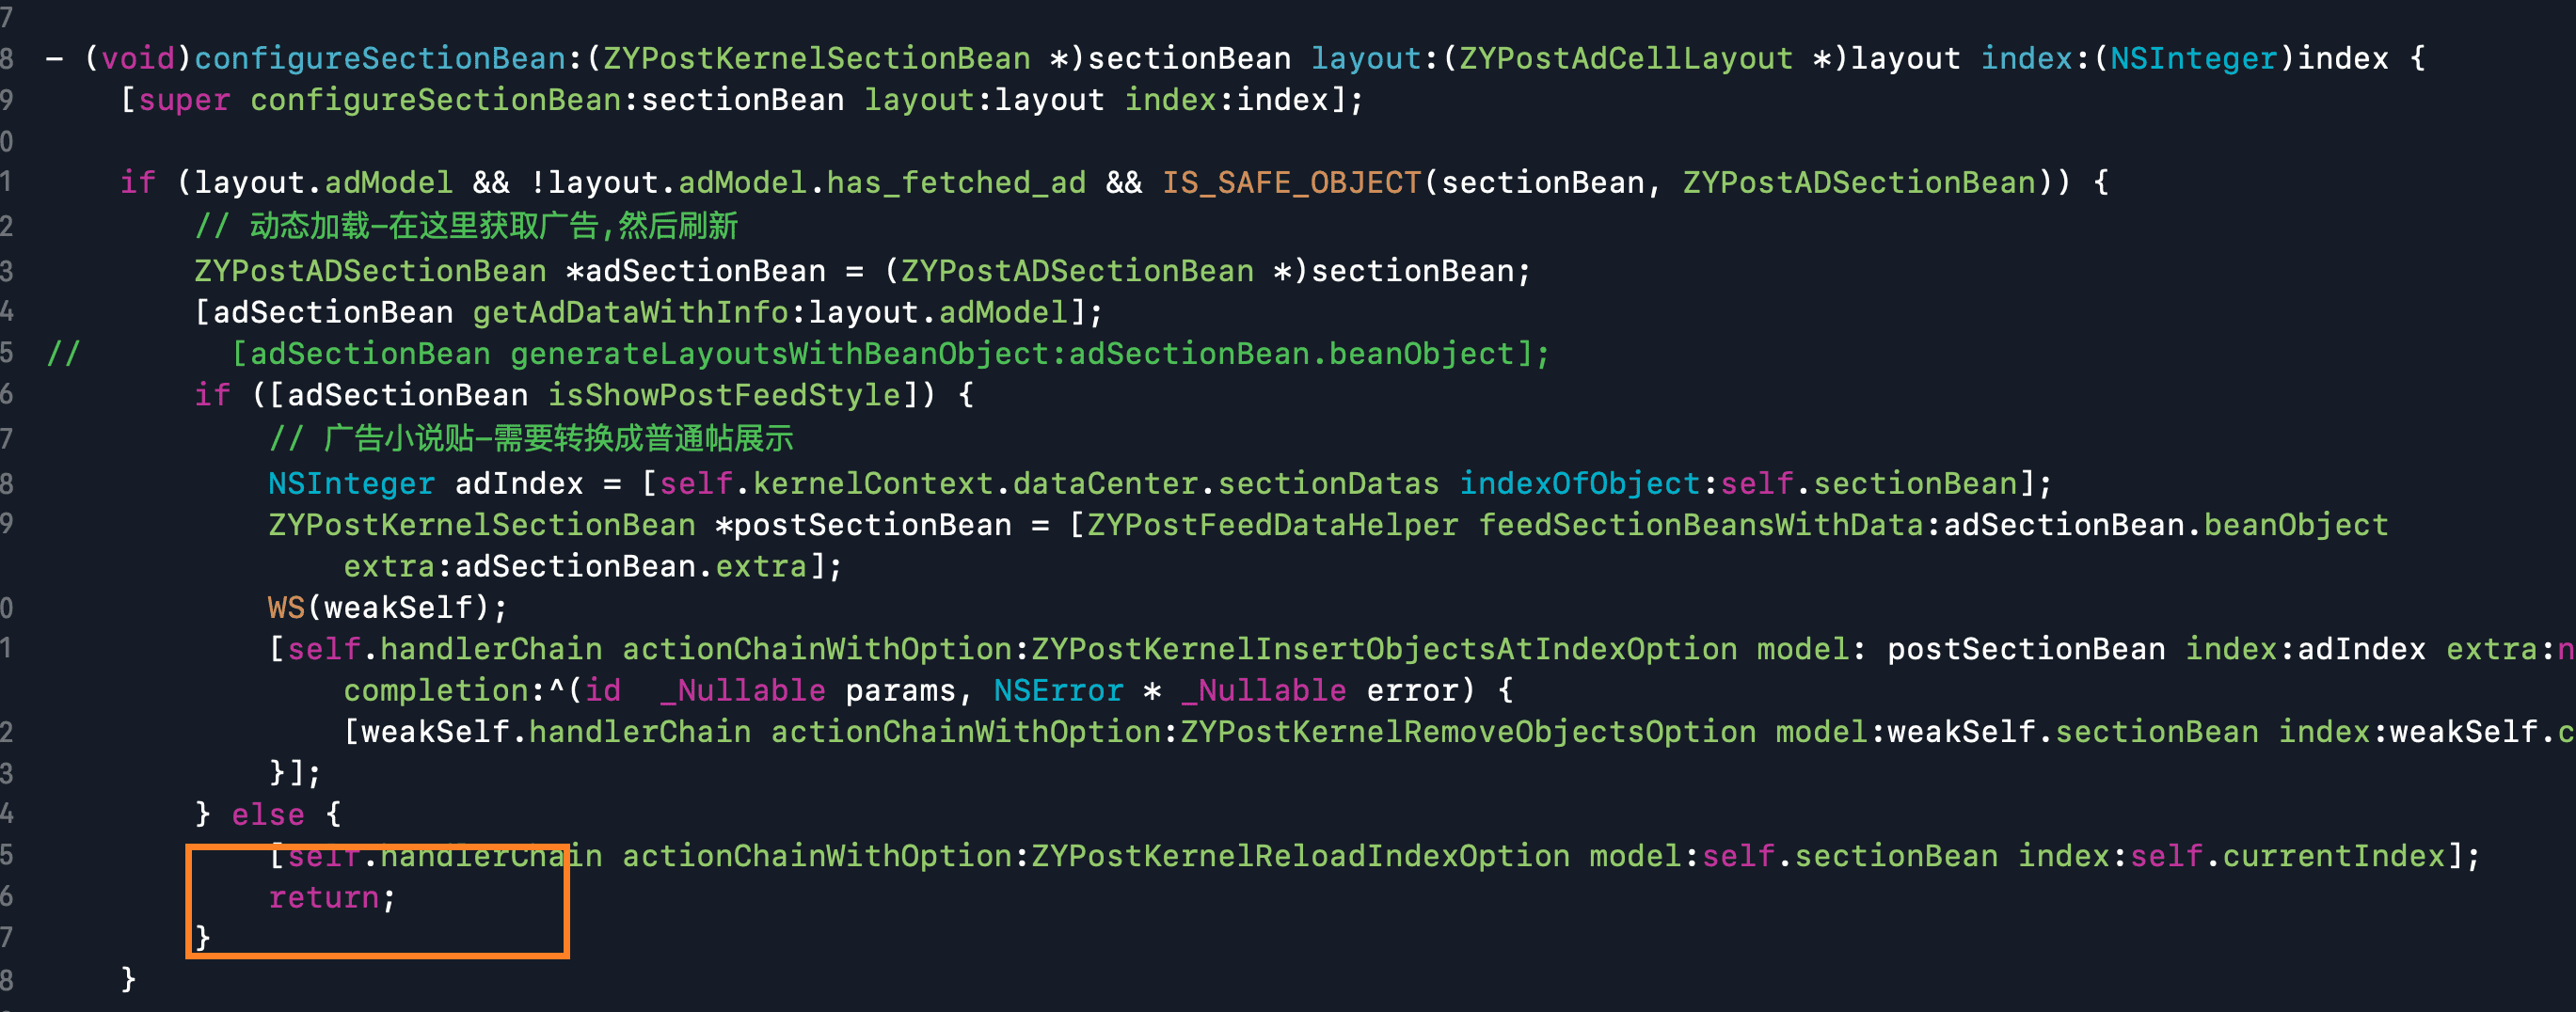 7
8 - (void)configureSectionBean:(ZYPostKernelSectionBean *)sectionBean layout:(ZYPostAdCellLayout *)layout index:(NSInteger)index {
9 [super configureSectionBean:sectionBean layout:layout index:index];
0
1 if (layout.adModel && !layout.adModel.has_fetched_ad && IS_SAFE_OBJECT(sectionBean, ZYPostADSectionBean)) {
2 // 动态加载-在这里获取广告,然后刷新
3 ZYPostADSectionBean *adSectionBean = (ZYPostADSectionBean *)sectionBean;
4 [adSectionBean getAdDataWithInfo:layout.adModel];
5 // [adSectionBean generateLayoutsWithBeanObject:adSectionBean.beanObject];
6 if ([adSectionBean isShowPostFeedStyle]) {
7 // 广告小说贴-需要转换成普通帖展示
8 NSInteger adIndex = [self.kernelContext.dataCenter.sectionDatas indexOfObject:self.sectionBean];
9 ZYPostKernelSectionBean *postSectionBean = [ZYPostFeedDataHelper feedSectionBeansWithData:adSectionBean.beanObject
extra:adSectionBean.extra];
0 WS(weakSelf);
1 [self.handlerChain actionChainWithOption:ZYPostKernelInsertObjectsAtIndexOption model: postSectionBean index:adIndex extra:n
completion:^(id _Nullable params, NSError * _Nullable error) {
2 [weakSelf.handlerChain actionChainWithOption:ZYPostKernelRemoveObjectsOption model:weakSelf.sectionBean index:weakSelf.c
3 }];
4 } else {
5 [self.handlerChain actionChainWithOption:ZYPostKernelReloadIndexOption model:self.sectionBean index:self.currentIndex];
6 return;
7 }
8 }